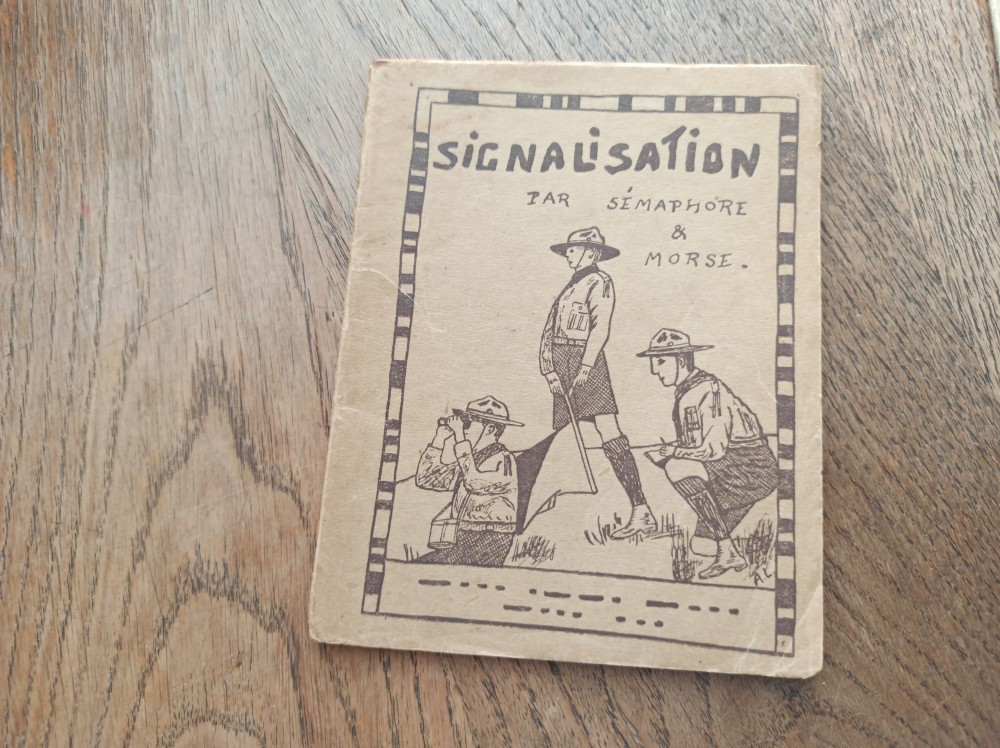 SIGNALISATION
PAR SÉMAPHORE
&
MORSE.
A.L